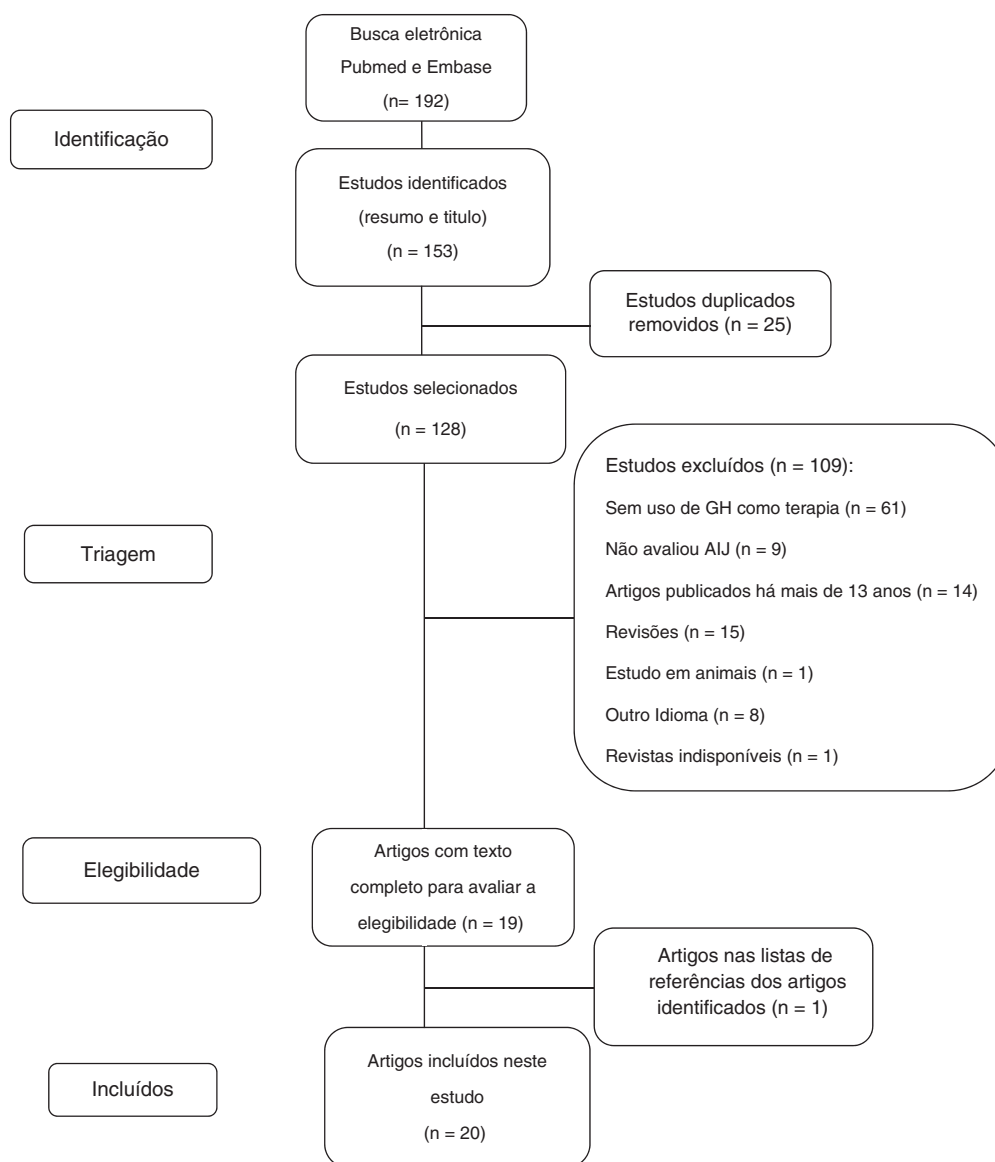 Busca eletrônica
Pubmed e Embase
(n= 192)
Identificação
Estudos identificados
(resumo e titulo)
(n = 153)
Estudos duplicados
removidos (n = 25)
Estudos selecionados
(n = 128)
Estudos excluídos (n = 109):
Sem uso de GH como terapia (n = 61)
Não avaliou AIJ (n = 9)
Artigos publicados há mais de 13 anos (n = 14)
Revisões (n = 15)
Estudo em animais (n = 1)
Outro Idioma (n = 8)
Revistas indisponíveis (n = 1)
Triagem
Elegibilidade
Artigos com texto
completo para avaliar a
elegibilidade (n = 19)
Artigos nas listas de
referências dos artigos
identificados (n = 1)
Incluídos
Artigos incluídos neste
estudo
(n = 20)